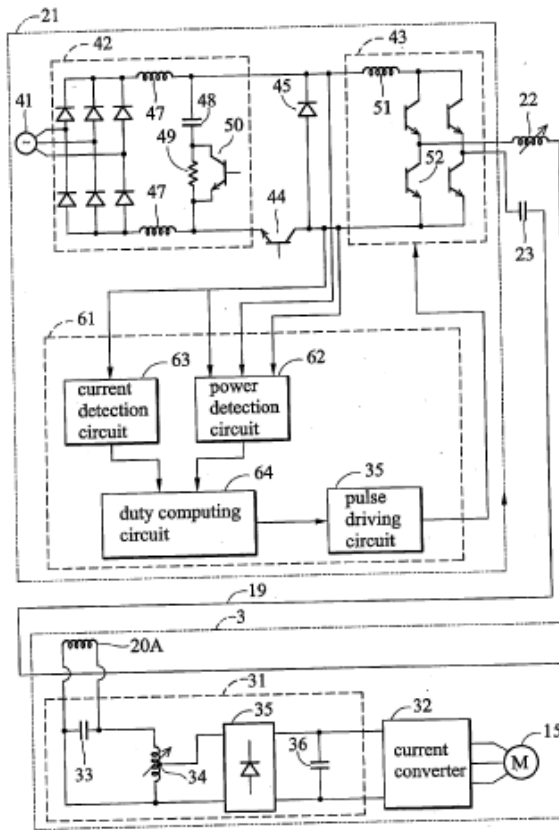 21
42
43
41
47
48
45
51
22
49
50
52
47
44
23
61
63
62
current
detection
circuit
power
detection
circuit
64
35
duty computing
circuit
pulse
driving
circuit
19
3
20A
31
35
32
15
33
34
36
current
converter
M